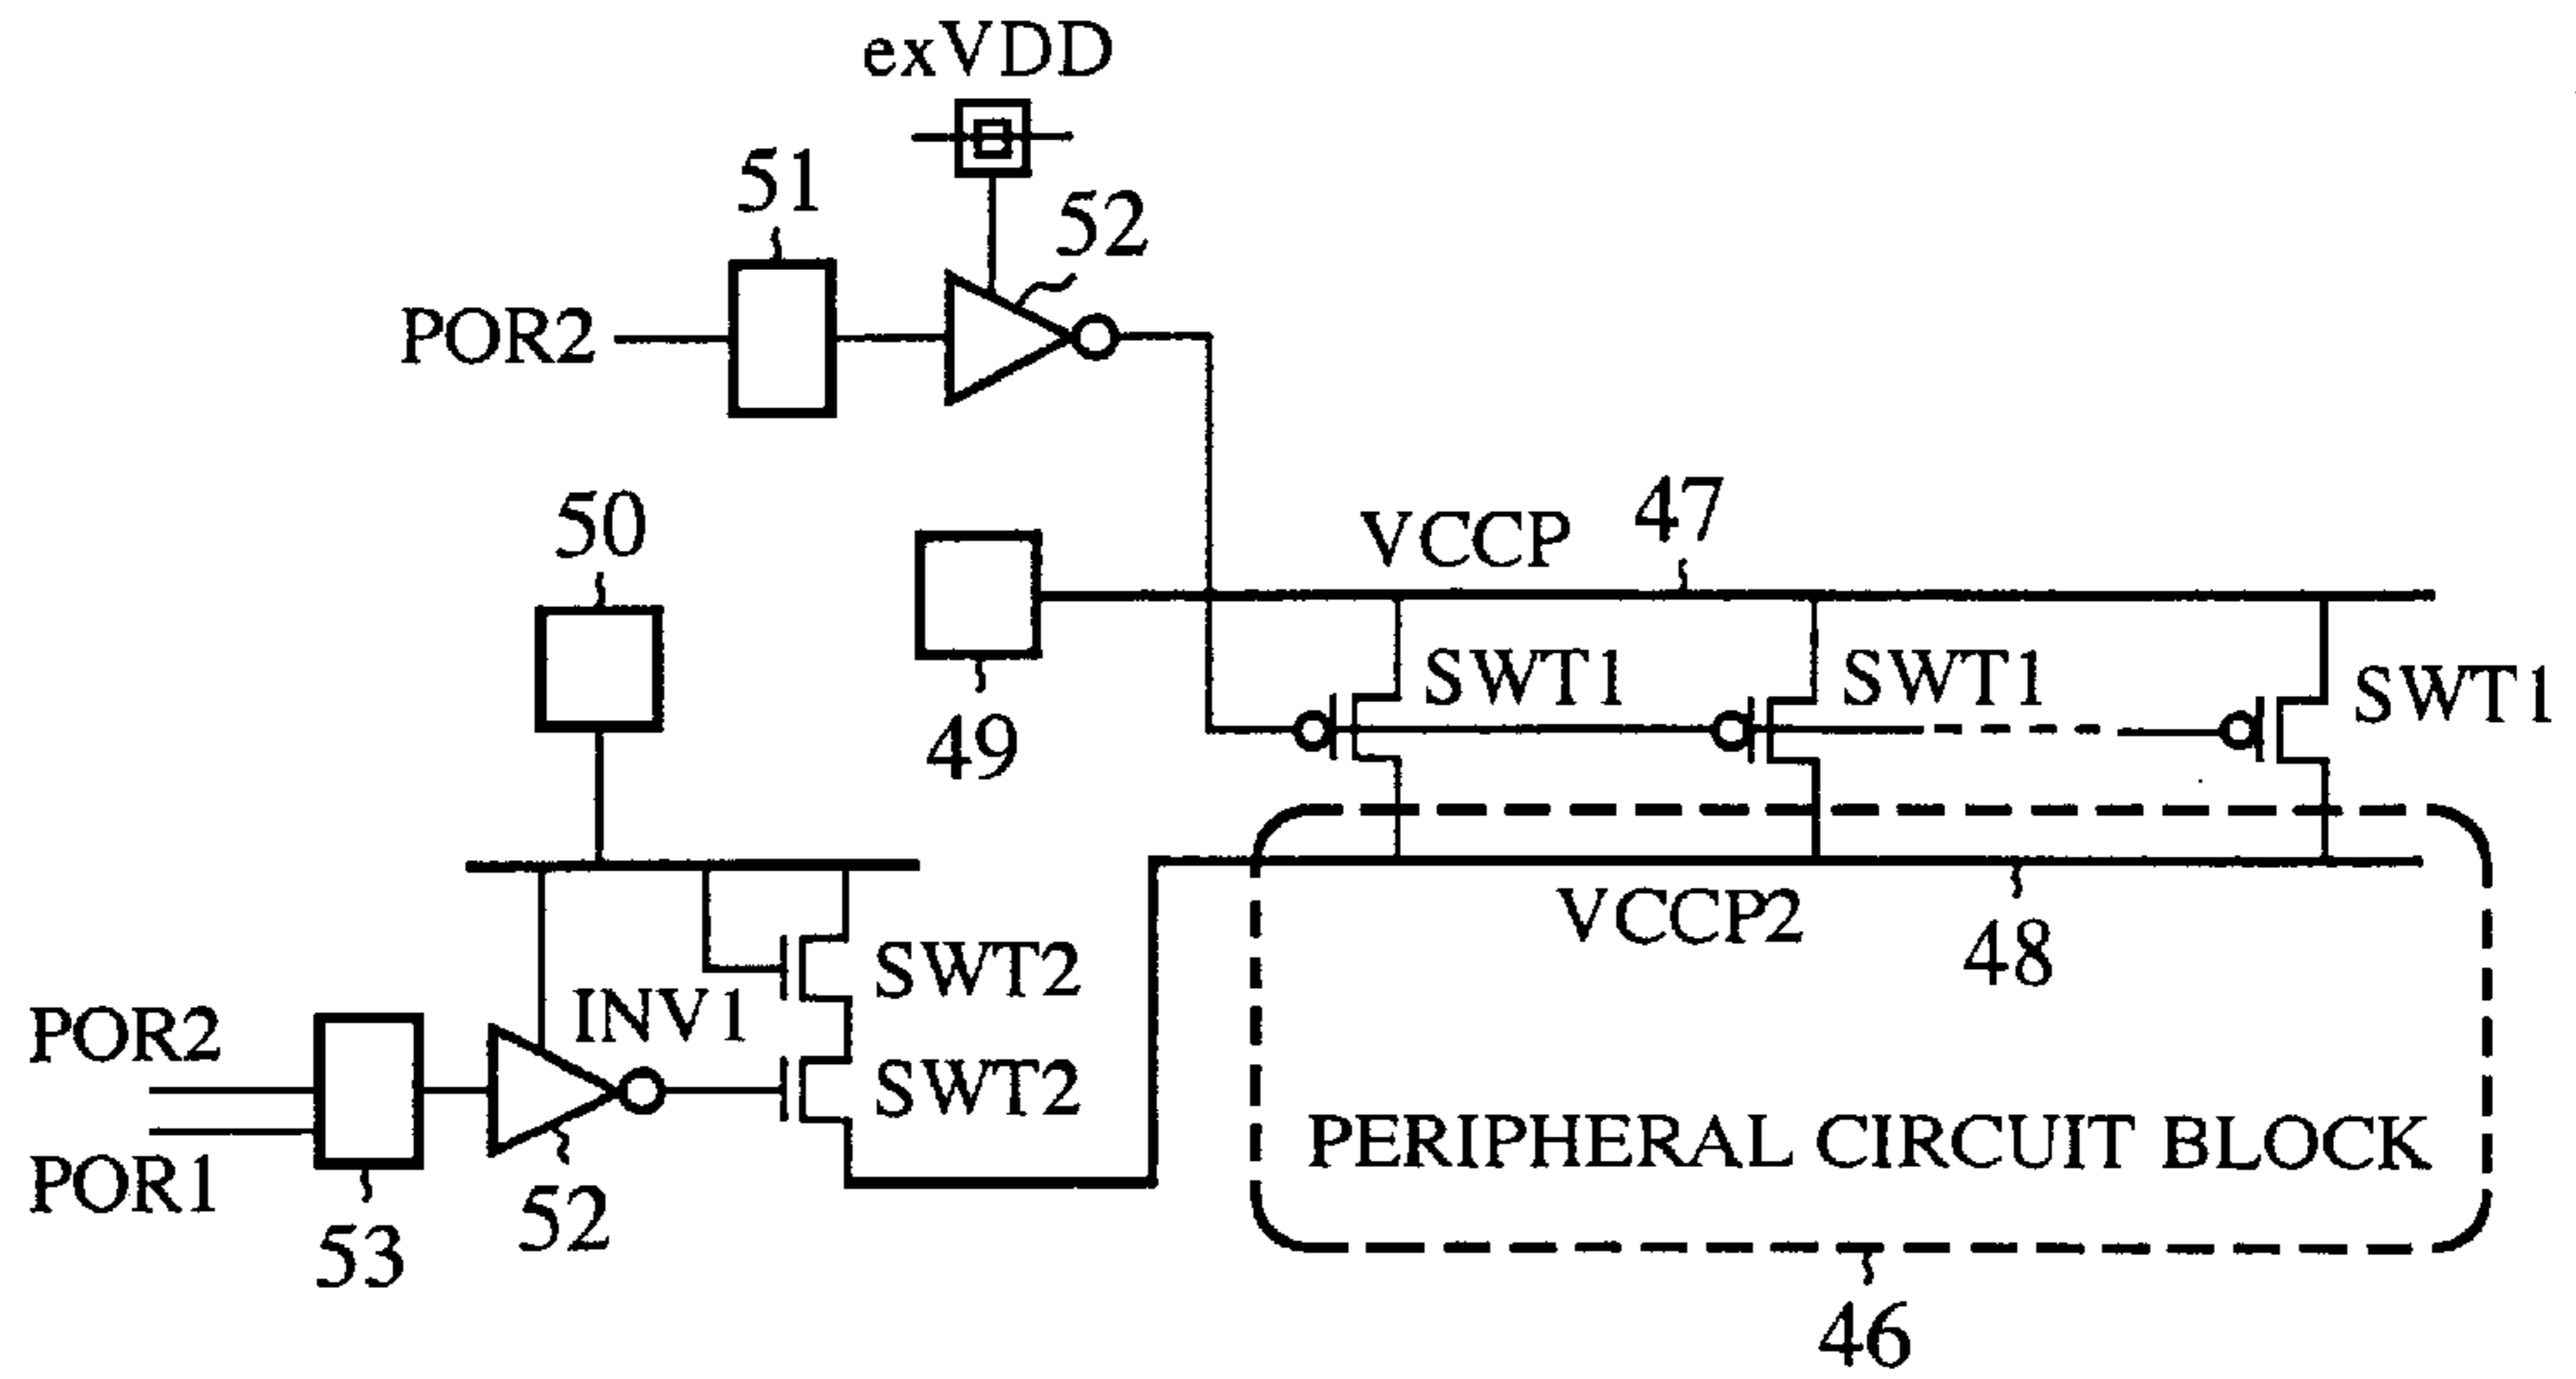 exVDD
51
52
POR2
50
VCCP
47
49
SWT1
SWT1
SWT1
VCCP2
48
SWT2
INV1
POR2
SWT2
POR1
53
52
PERIPHERAL CIRCUIT BLOCK
46